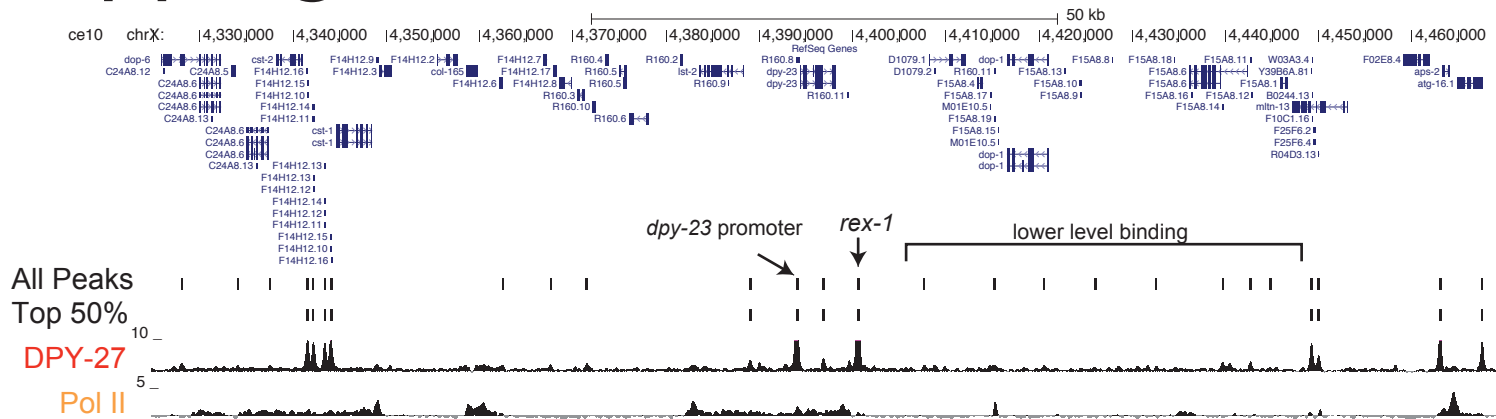 50 kb
ce10 chrX: 4,330,000 4,340,000 4,350,000 4,360,000 4,370,000 4,380,000 4,390,000 4,400,000 4,410,000 4,420,000 4,430,000 4,440,000 4,450,000 4,460,000
RefSeq Genes
dop-6 cst-2 F14H12.9 F14H12.2 F14H12.7 R160.4 R160.2 R160.8 D1079.1 dop-1 F15A8.8 F15A8.18 F15A8.11 W03A3.4 F02E8.4
C24A8.12 C24A8.5 F14H12.16 F14H12.3 col-165 F14H12.17 R160.5 lst-2 dpy-23 D1079.2 R160.11 F15A8.13 F15A8.6 Y39B6A.81 aps-2
C24A8.6 F14H12.15 F14H12.6 F14H12.8 R160.5 R160.9 dpy-23 F15A8.4 F15A8.10 F15A8.6 F15A8.1 atg-16.1
C24A8.6 F14H12.10 R160.3 R160.11 F15A8.17 F15A8.9 F15A8.16 F15A8.12 B0244.13
C24A8.6 F14H12.14 R160.10 M01E10.5 F15A8.14 mltn-13
C24A8.13 F14H12.11 R160.6 F15A8.19 F10C1.16
C24A8.6 cst-1 F15A8.15 F25F6.2
C24A8.6 cst-1 M01E10.5 F25F6.4
C24A8.6 dop-1 R04D3.13
C24A8.13 F14H12.13 dop-1
F14H12.13
F14H12.12
F14H12.14
F14H12.12
F14H12.11
F14H12.15
F14H12.10
F14H12.16
dpy-23 promoter rex-1 lower level binding
All Peaks
Top 50%
10
DPY-27
5
Pol II